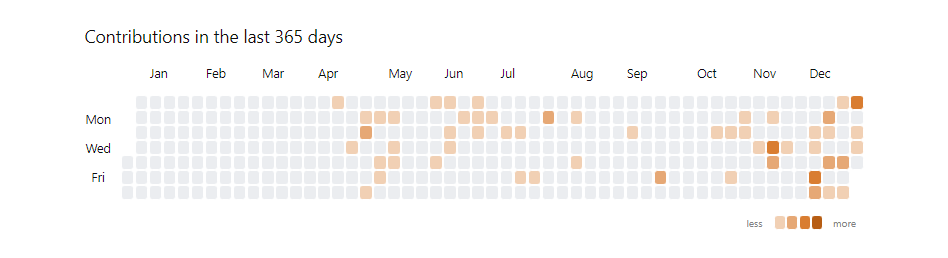 Contributions in the last 365 days
Jan Feb Mar Apr May Jun Jul Aug Sep Oct Nov Dec
Mon
Wed
Fri
less more